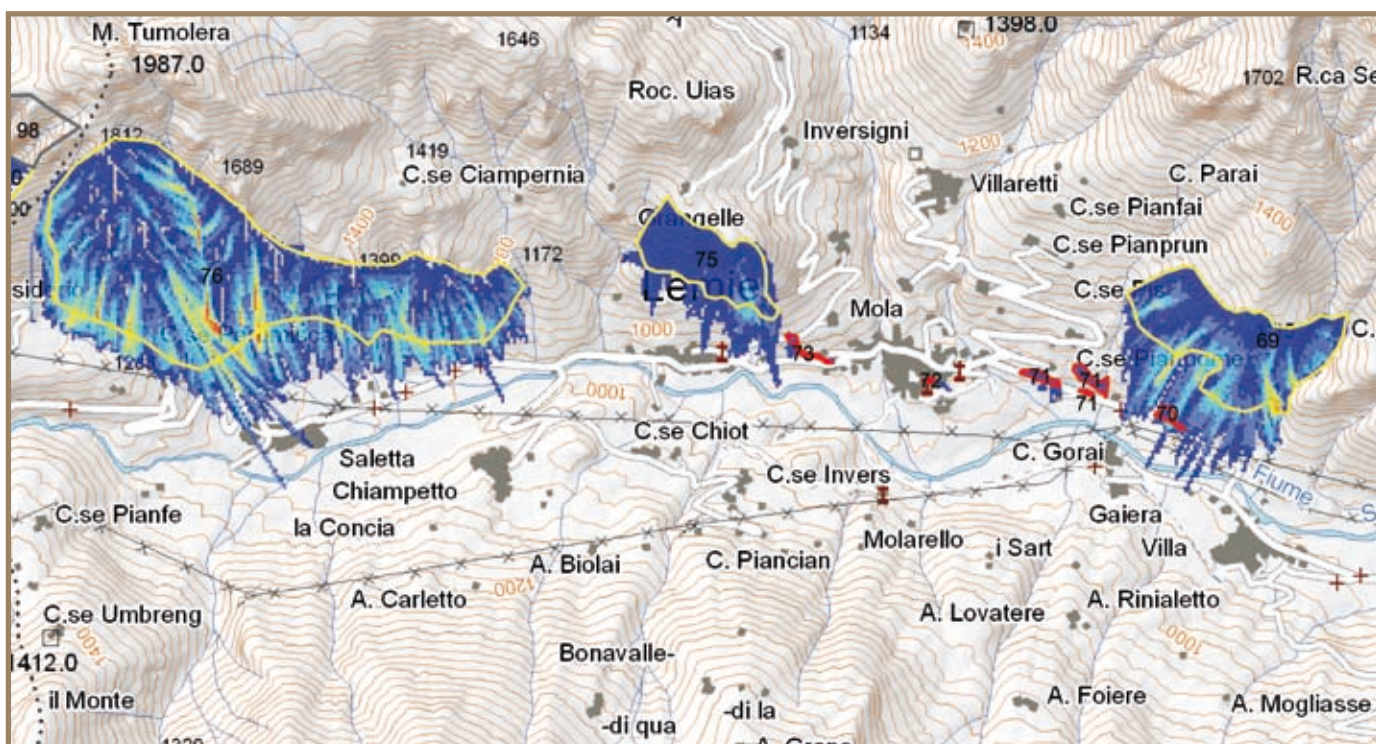 M. Tumolera
1987.0
1646
1134
1398.0
1400
1702
R.ca Se
Roc. Uias
98
1812
1689
1419
Inversigni
1200
C.se Ciampernia
Villaretti
C. Parai
C.se Pianfai
1400
1400
C.se Pianprun
1399
1172
75
76
C.se
Mola
1000
69
C.
73
72
71
71
70
1000
C.se Chiot
C. Gorai
Saletta
Chiampetto
C.se Invers
Fiume
S
C.se Pianfe
la Concia
Gaiera
Molarello
i Sart
Villa
A. Biolai
C. Piancian
1200
A. Carletto
A. Rinialetto
C.se Umbreng
A. Lovatere
1400
1000
1412.0
Bonavalle-
il Monte
-di qua
-di la
A. Foiere
A. Mogliasse